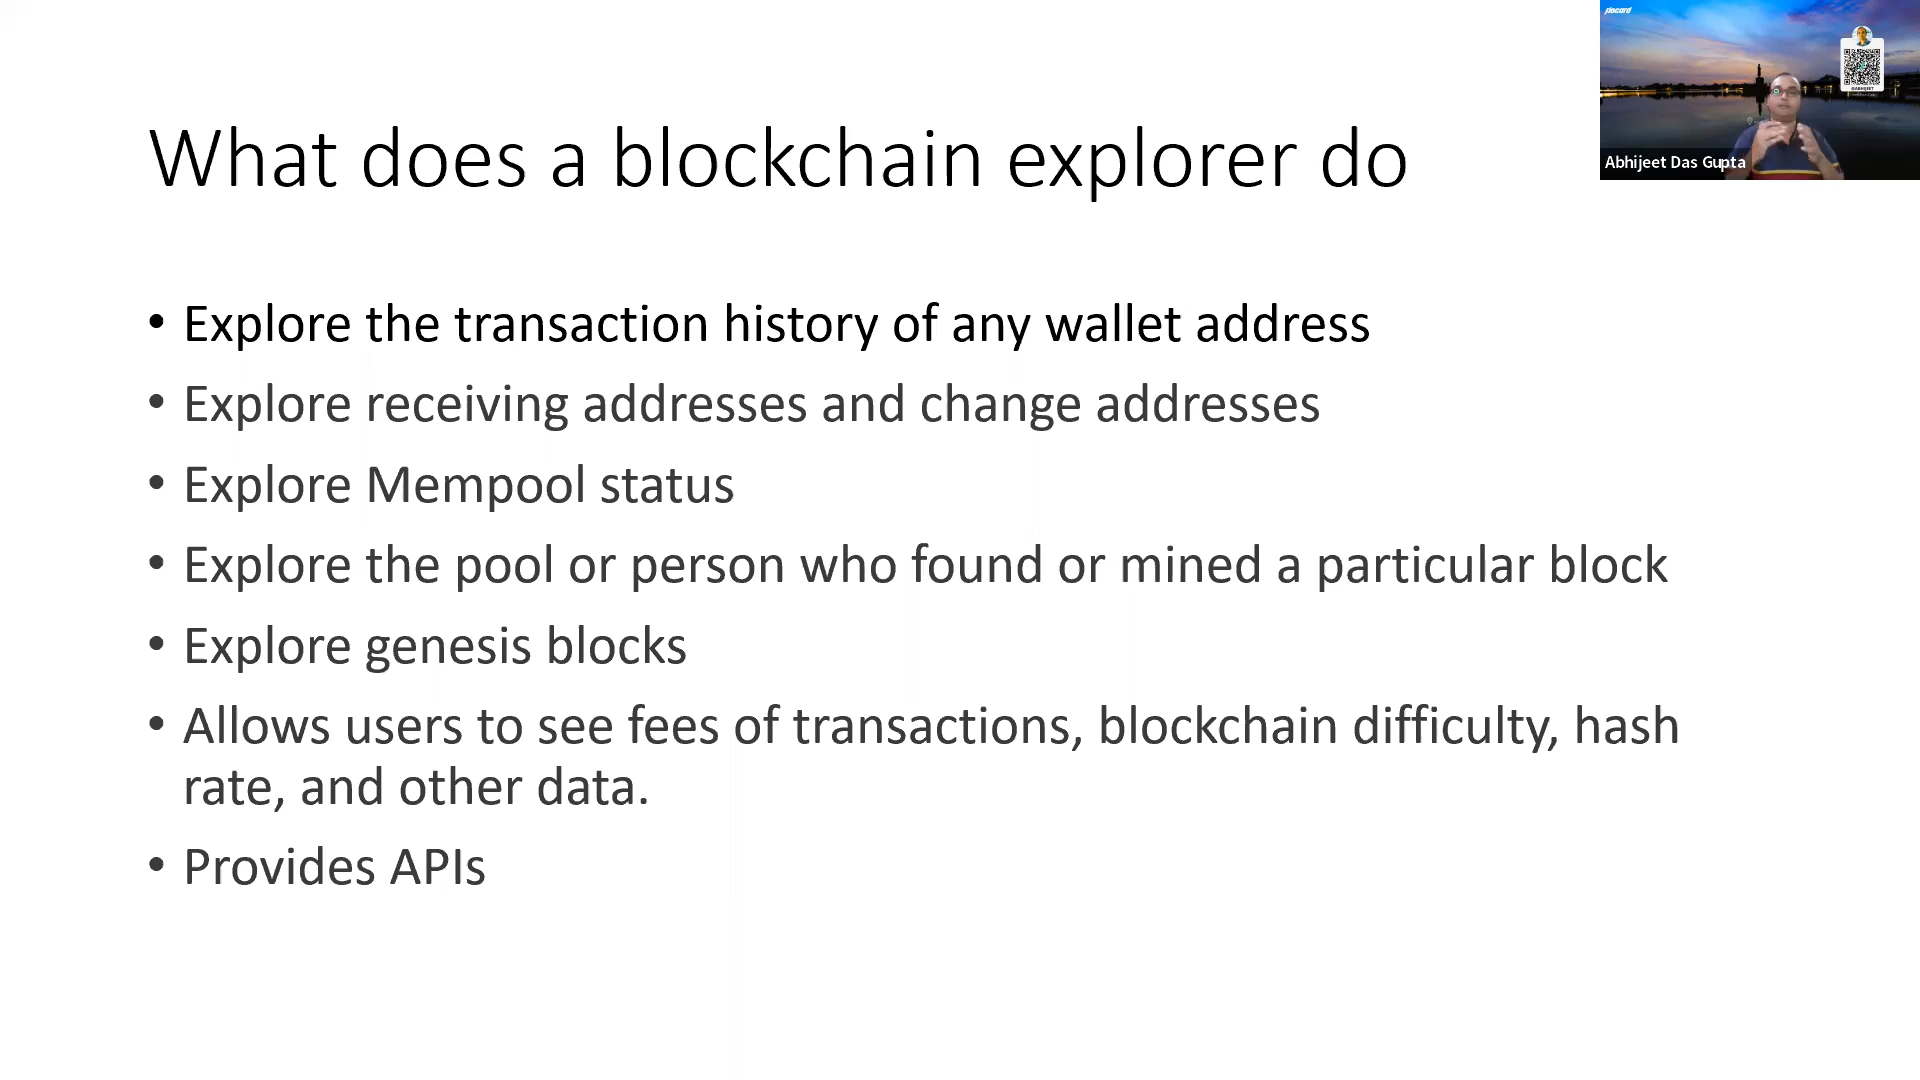 What does a blockchain explorer do
• Explore the transaction history of any wallet address
• Explore receiving addresses and change addresses
• Explore Mempool status
• Explore the pool or person who found or mined a particular block
• Explore genesis blocks
• Allows users to see fees of transactions, blockchain difficulty, hash
rate, and other data.
• Provides APIs
Abhijeet Das Gupta